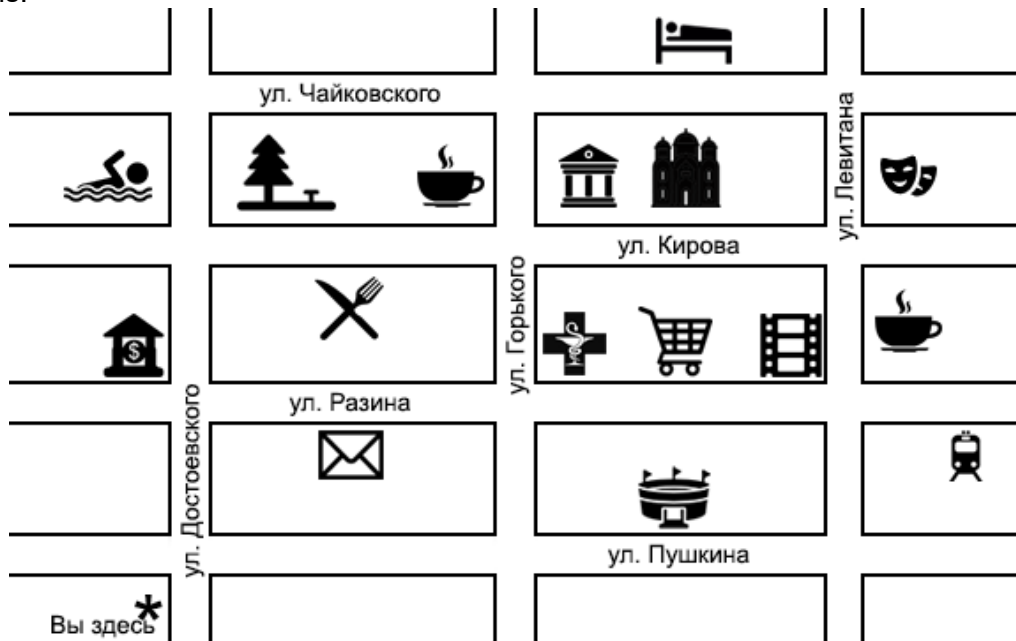 ул. Чайковского
ул. Левитана
ул. Кирова
ул. Горького
$
ул. Разина
ул. Достоевского
ул. Пушкина
Вы здесь*